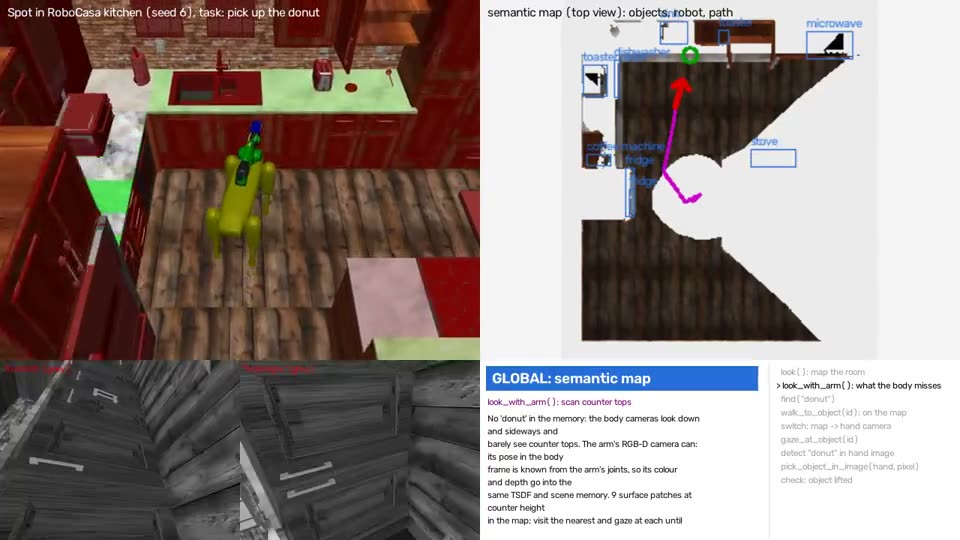 Spot in RoboCasa kitchen (seed 6), task: pick up the donut
semantic map (top view): objects, robot, path
microwave
dishwasher
stove
fridge
GLOBAL: semantic map
look_with_arm(): scan counter tops
No 'donut' in the memory: the body cameras look down
and sideways and
barely see counter tops. The arm's RGB-D camera can:
its pose in the body
frame is known from the arm's joints, so its colour
and depth go into the
same TSDF and scene memory. 9 surface patches at
counter height
in the map; visit the nearest and gaze at each until
look(): map the room
> look_with_arm(): what the body misses
find("donut")
walk_to_object(id): on the map
switch: map -> hand camera
gaze_at_object(id)
detect "donut" in hand image
pick_object_in_image(hand, pixel)
check: object lifted